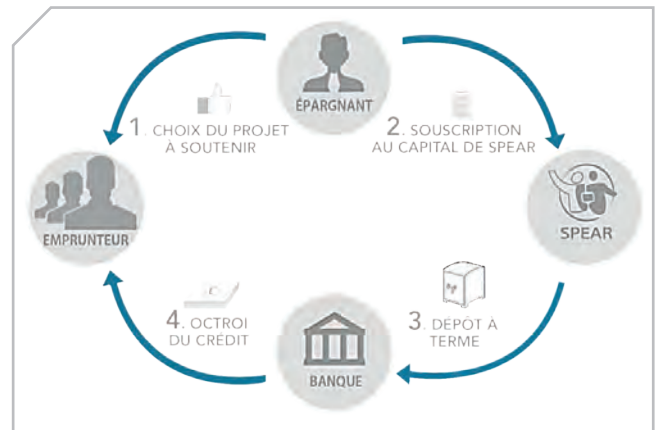 ÉPARGNANT
1. CHOIX DU PROJET
À SOUTENIR
2. SOUSCRIPTION
AU CAPITAL DE SPEAR
EMPRUNTEUR
SPEAR
4. OCTROI
DU CRÉDIT
3. DÉPÔT À
TERME
BANQUE